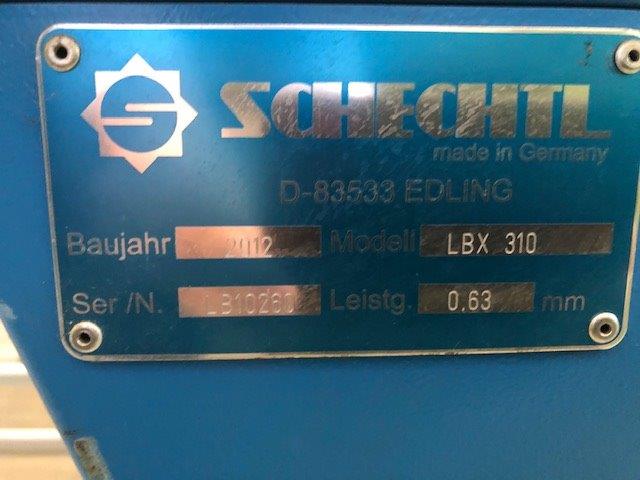 S SCHECHTL
made in Germany
D-83533 EDLING
Baujahr 2012 Modell LBX 310
Ser /N. LB10260 Leistg. 0,63 mm